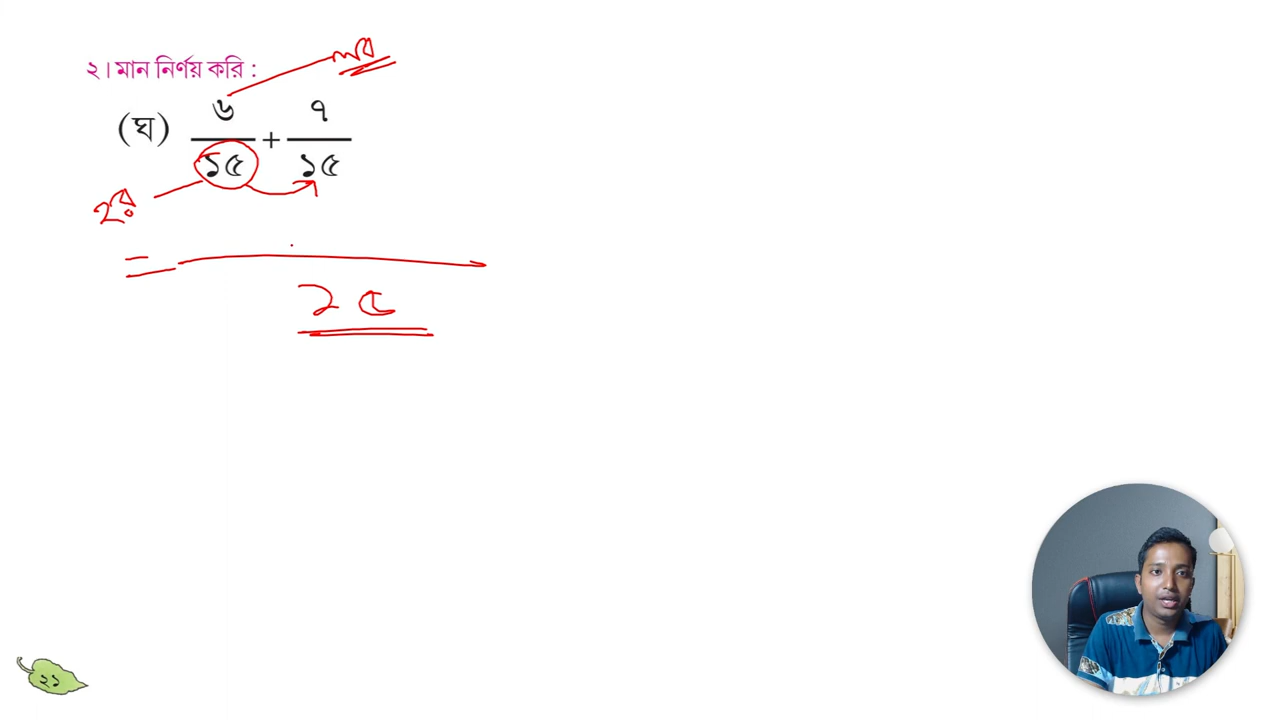 ২। মান নির্ণয় করি :
লব
(ঘ) ৬/১৫ + ৭/১৫
হর
=
১৫
২১